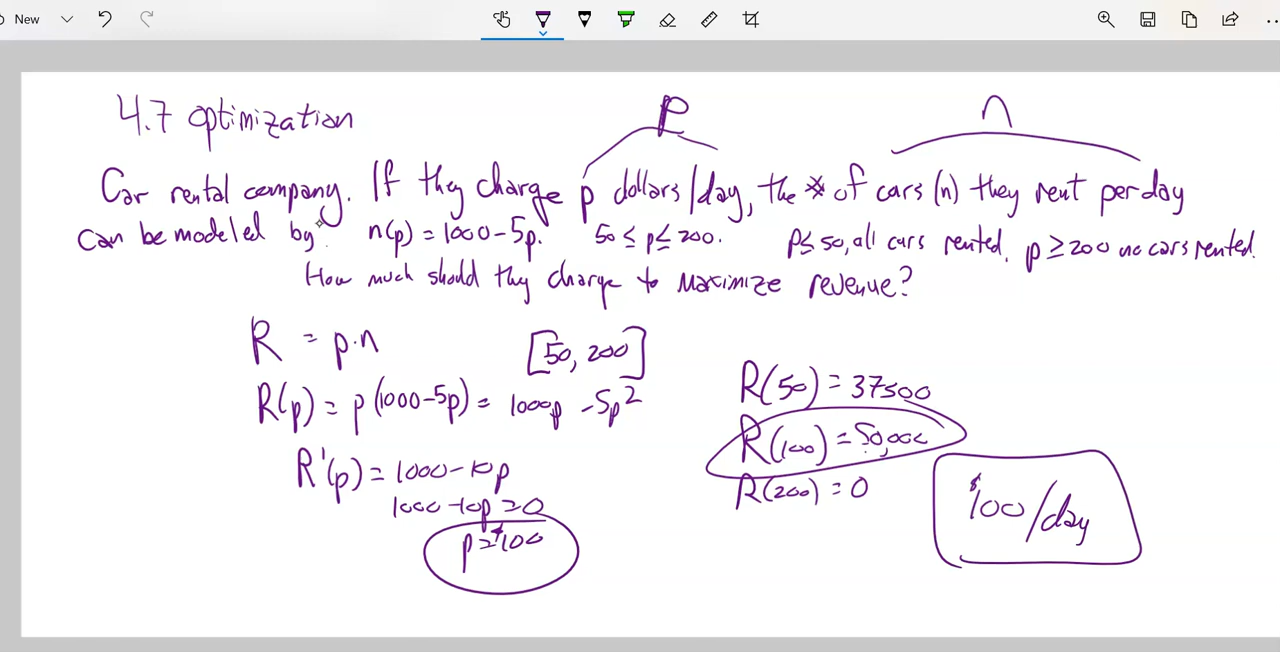 New
4.7 optimization
P n
Car rental company. If they charge p dollars/day, the # of cars (n) they rent per day
can be modeled by: n(p) = 1000-5p. 50 ≤ p ≤ 200. p ≤ 50, all cars rented. p ≥ 200 no cars rented.
How much should they charge to maximize revenue?
R = p·n [50, 200]
R(50) = 37500
R(p) = p(1000-5p) = 1000p - 5p²
R(100) = 50,000
R'(p) = 1000-10p
R(200) = 0
1000-10p = 0
$100/day
p = $100